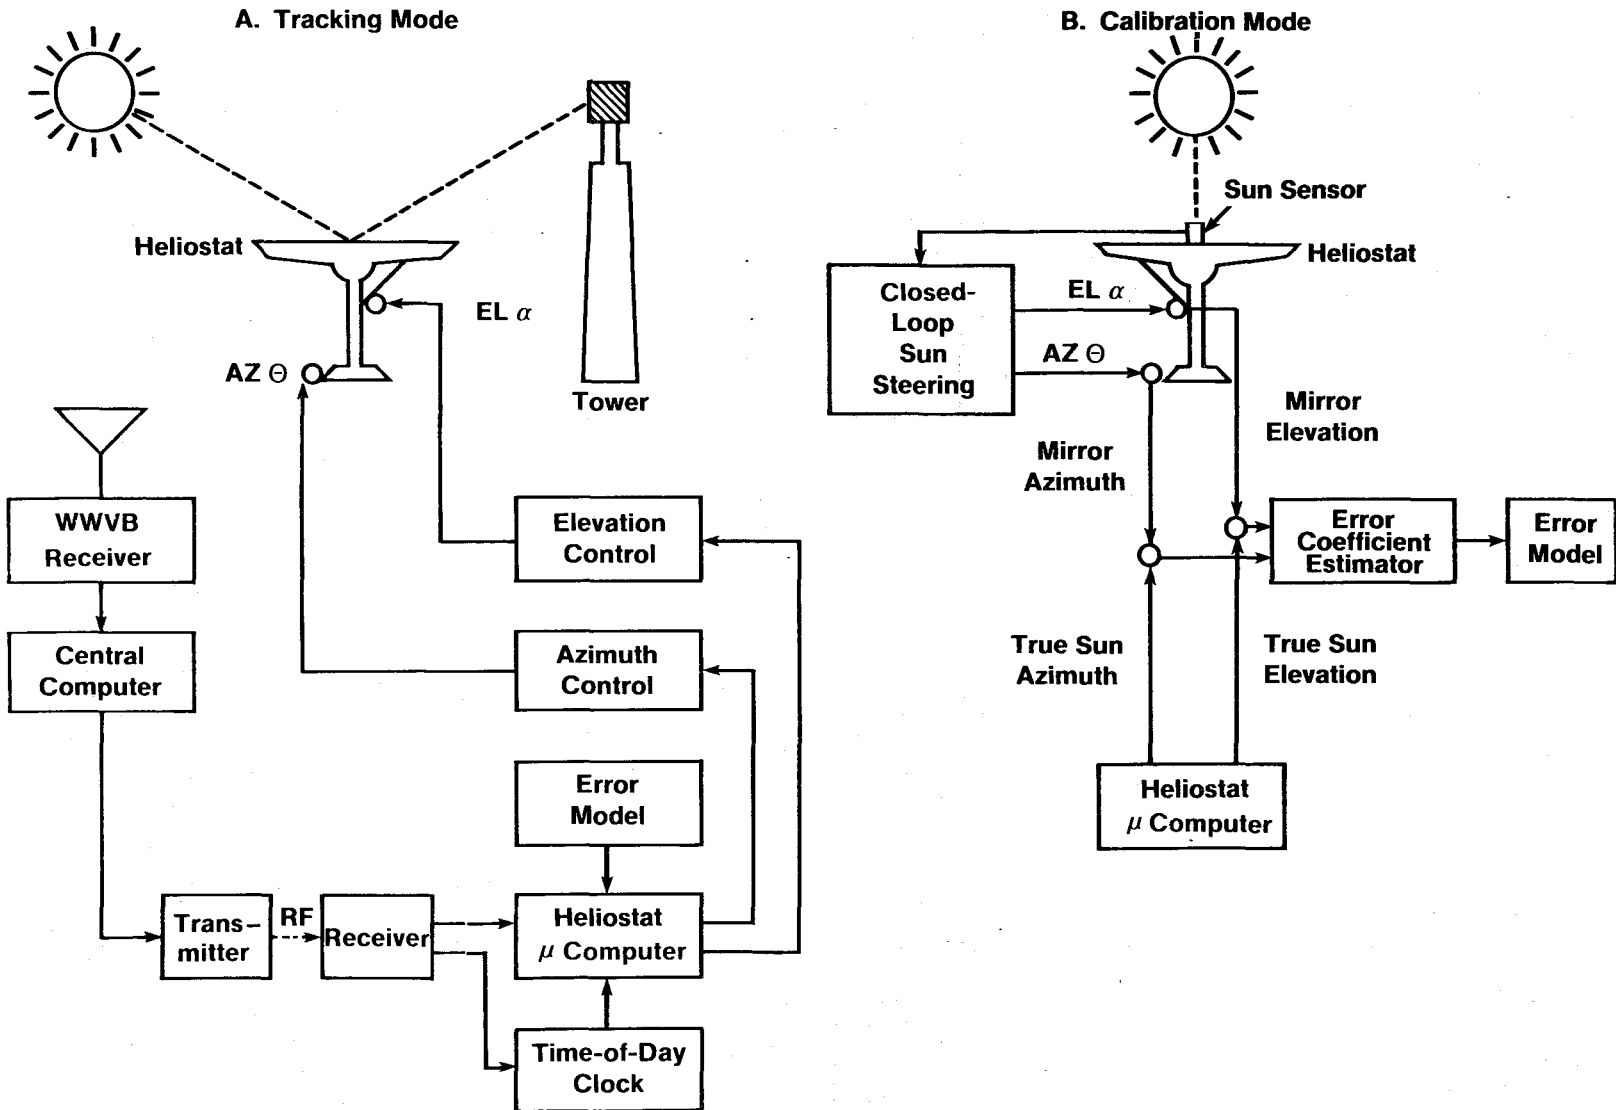 A. Tracking Mode
Heliostat
EL α
AZ Θ
Tower
WWVB
Receiver
Elevation
Control
Central
Computer
Azimuth
Control
Error
Model
Trans-
mitter
RF
Receiver
Heliostat
μ Computer
Time-of-Day
Clock
B. Calibration Mode
Sun Sensor
Heliostat
Closed-
Loop
Sun
Steering
EL α
AZ Θ
Mirror
Elevation
Mirror
Azimuth
Error
Coefficient
Estimator
Error
Model
True Sun
Azimuth
True Sun
Elevation
Heliostat
μ Computer